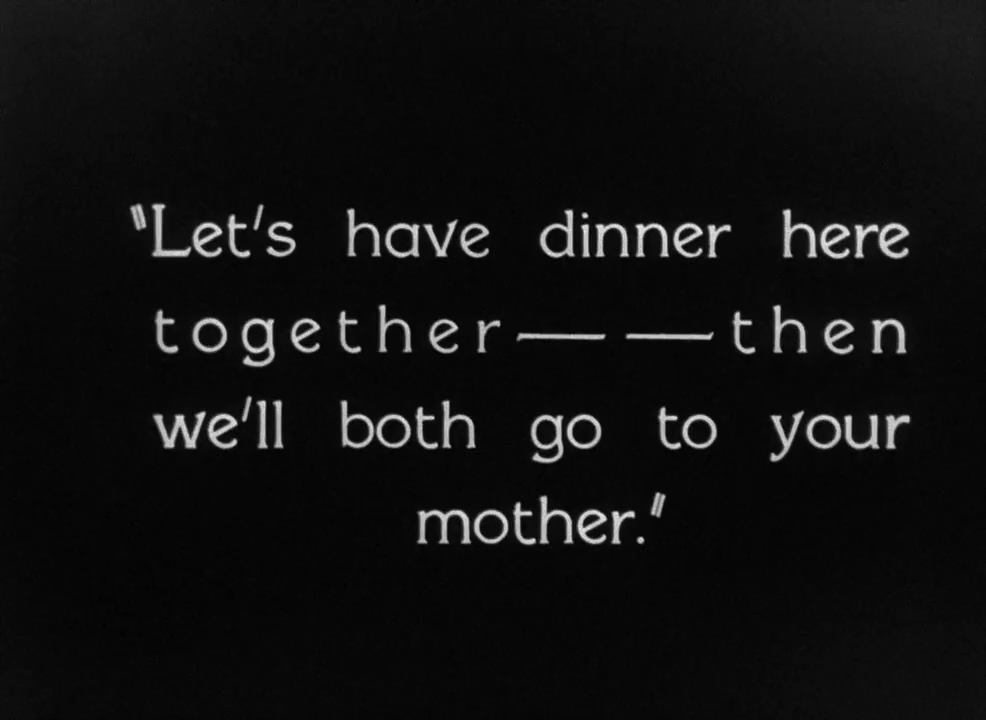 "Let's have dinner here
together— —then
we'll both go to your
mother."